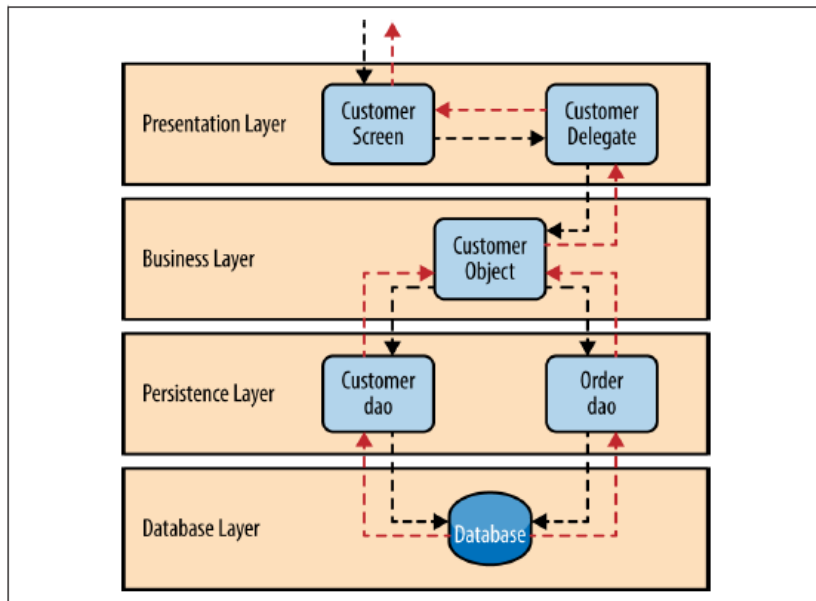 Presentation Layer
Customer
Screen
Customer
Delegate
Business Layer
Customer
Object
Persistence Layer
Customer
dao
Order
dao
Database Layer
Database